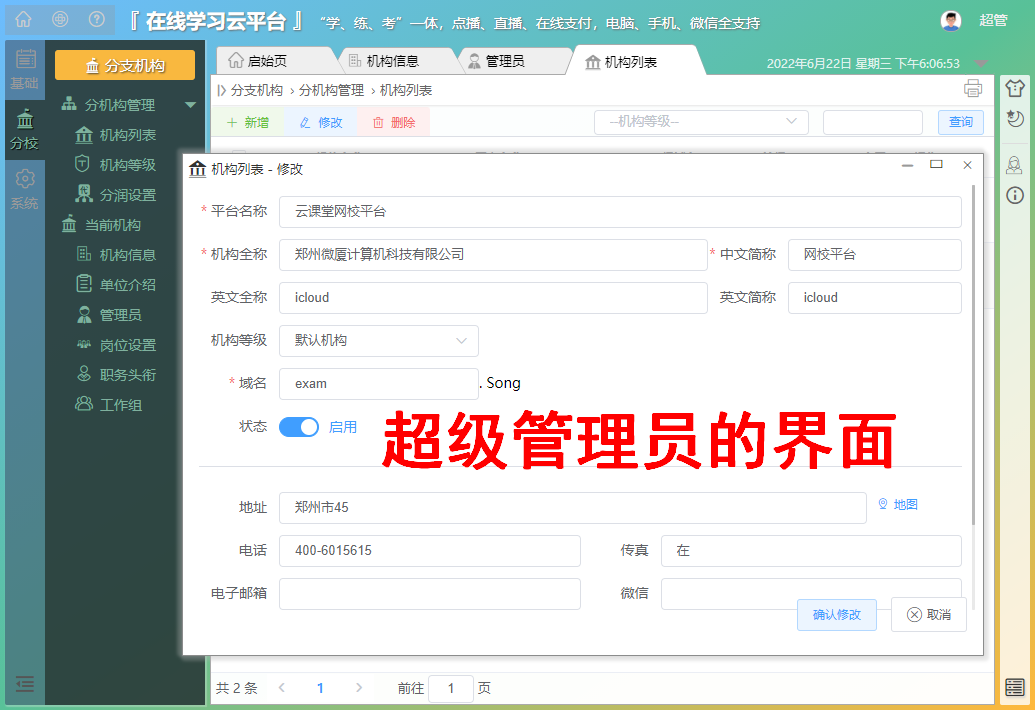 『 在线学习云平台 』 “学、练、考”一体，点播、直播、在线支付，电脑、手机、微信全支持 超管
启始页 机构信息 管理员 机构列表 2022年6月22日 星期三 下午6:06:53
基础
分校
系统
分支机构
分机构管理
机构列表
机构等级
分润设置
当前机构
机构信息
单位介绍
管理员
岗位设置
职务头衔
工作组
分支机构 › 分机构管理 › 机构列表
+ 新增 修改 删除 --机构等级-- 查询
机构列表 - 修改
* 平台名称 云课堂网校平台
* 机构全称 郑州微厦计算机科技有限公司 * 中文简称 网校平台
英文全称 icloud 英文简称 icloud
机构等级 默认机构
* 域名 exam . Song
状态 启用
超级管理员的界面
地址 郑州市45 地图
电话 400-6015615 传真 在
电子邮箱 微信
确认修改 取消
共 2 条 1 前往 1 页